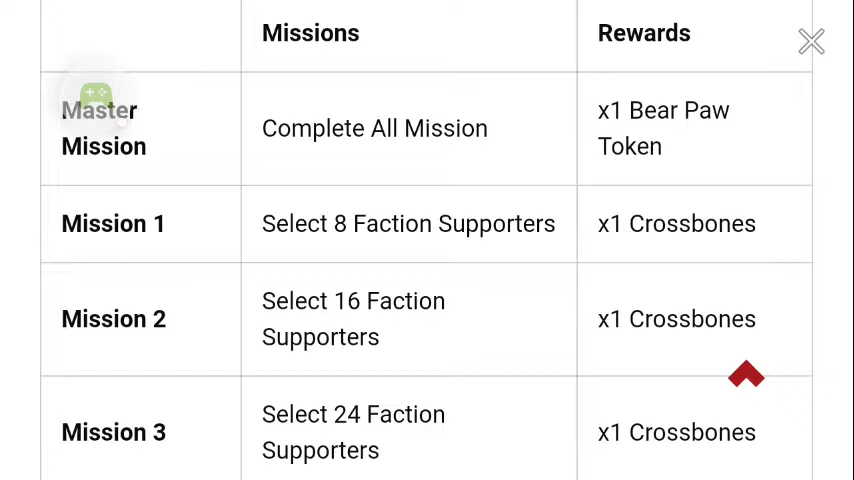 Missions Rewards
Master Mission Complete All Mission x1 Bear Paw Token
Mission 1 Select 8 Faction Supporters x1 Crossbones
Mission 2 Select 16 Faction Supporters x1 Crossbones
Mission 3 Select 24 Faction Supporters x1 Crossbones